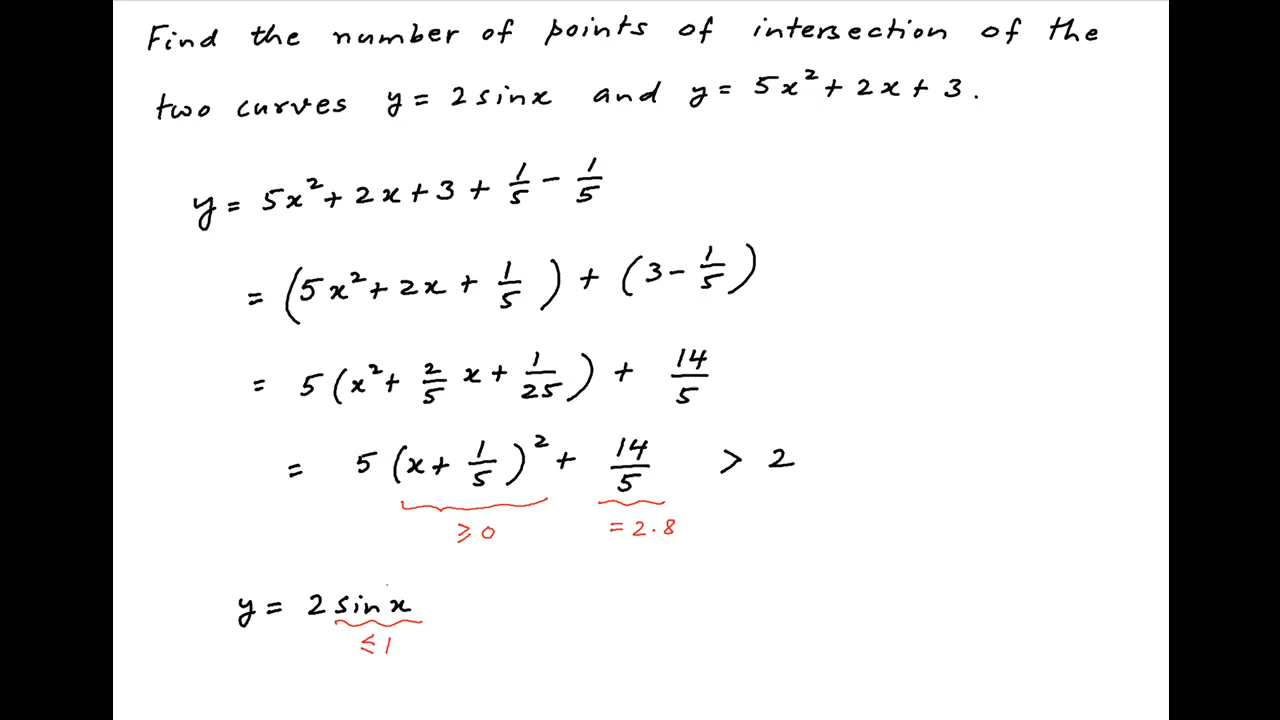 Find the number of points of intersection of the
two curves y = 2 sinx and y = 5x² + 2x + 3.
y = 5x² + 2x + 3 + 1/5 − 1/5
= (5x² + 2x + 1/5) + (3 − 1/5)
= 5(x² + 2/5 x + 1/25) + 14/5
= 5(x + 1/5)² + 14/5 > 2
⩾ 0 = 2.8
y = 2 sinx
≤ 1